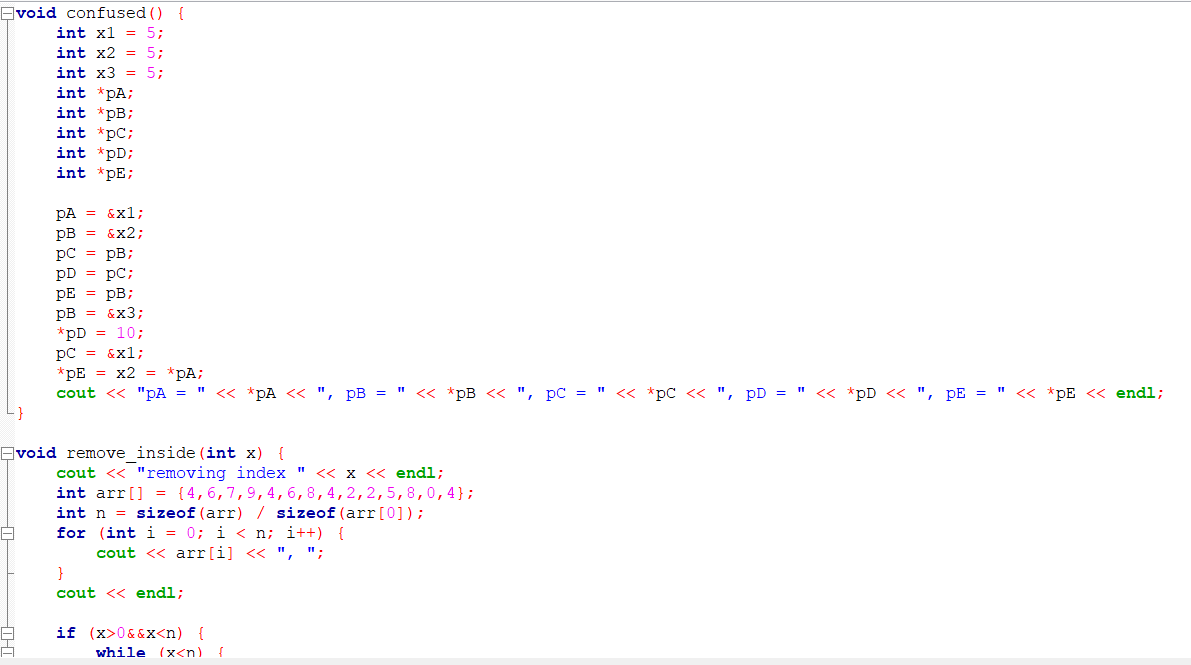 void confused() {
int x1 = 5;
int x2 = 5;
int x3 = 5;
int *pA;
int *pB;
int *pC;
int *pD;
int *pE;
pA = &x1;
pB = &x2;
pC = pB;
pD = pC;
pE = pB;
pB = &x3;
*pD = 10;
pC = &x1;
*pE = x2 = *pA;
cout << "pA = " << *pA << ", pB = " << *pB << ", pC = " << *pC << ", pD = " << *pD << ", pE = " << *pE << endl;
}
void remove_inside(int x) {
cout << "removing index " << x << endl;
int arr[] = {4,6,7,9,4,6,8,4,2,2,5,8,0,4};
int n = sizeof(arr) / sizeof(arr[0]);
for (int i = 0; i < n; i++) {
cout << arr[i] << ", ";
}
cout << endl;
if (x>0&&x<n) {
while (x<n) {